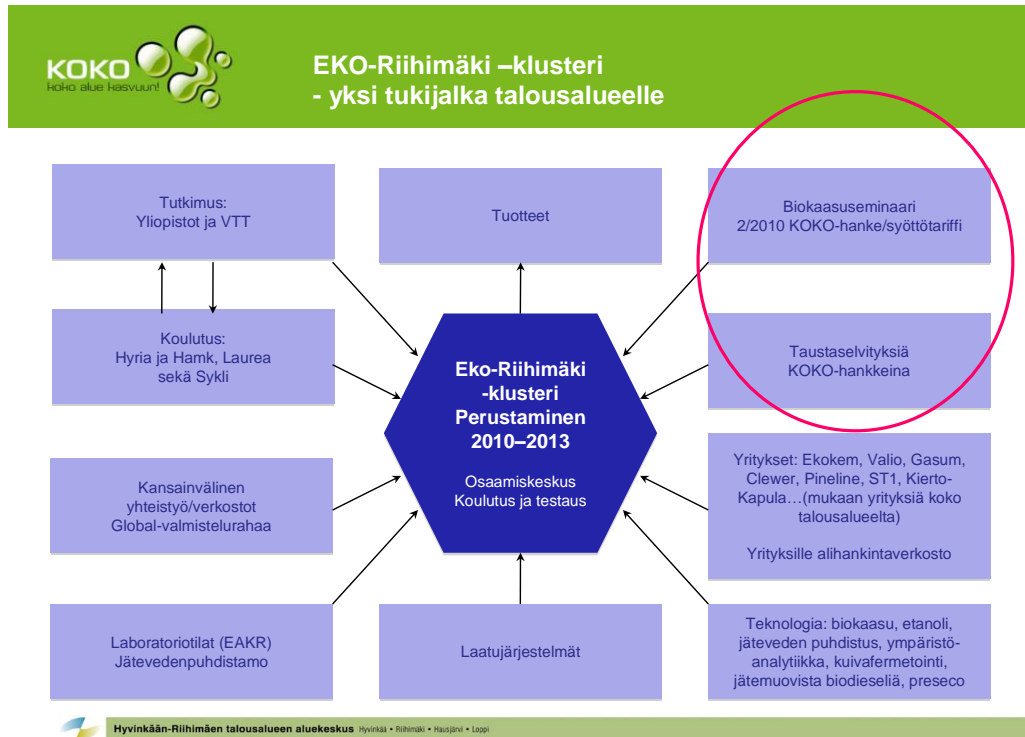 KOKO
koko alue kasvuun!
EKO-Riihimäki –klusteri
- yksi tukijalka talousalueelle
Tutkimus:
Yliopistot ja VTT
Tuotteet
Biokaasuseminaari
2/2010 KOKO-hanke/syöttötariffi
Koulutus:
Hyria ja Hamk, Laurea
sekä Sykli
Eko-Riihimäki
-klusteri
Perustaminen
2010–2013
Osaamiskeskus
Koulutus ja testaus
Taustaselvityksiä
KOKO-hankkeina
Kansainvälinen
yhteistyö/verkostot
Global-valmistelurahaa
Yritykset: Ekokem, Valio, Gasum,
Clewer, Pineline, ST1, Kierto-
Kapula…(mukaan yrityksiä koko
talousalueelta)
Yrityksille alihankintaverkosto
Laboratoriotilat (EAKR)
Jätevedenpuhdistamo
Laatujärjestelmät
Teknologia: biokaasu, etanoli,
jäteveden puhdistus, ympäristö-
analytiikka, kuivafermetointi,
jätemuovista biodieseliä, preseco
Hyvinkään-Riihimäen talousalueen aluekeskus Hyvinkää • Riihimäki • Hausjärvi • Loppi